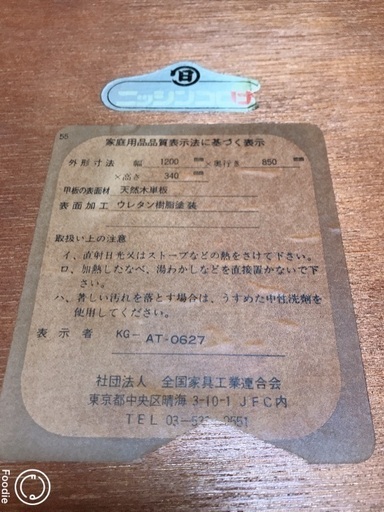 日
55
家庭用品品質表示法に基づく表示
外形寸法 幅 1200 mm × 奥行き 850 mm
× 高さ 340 mm
甲板の表面材 天然木単板
表面加工 ウレタン樹脂塗装
取扱い上の注意
イ、直射日光又はストーブなどの熱をさけて下さい。
ロ、加熱したなべ、湯わかしなどを直接置かないで下
さい。
ハ、著しい汚れを落とす場合は、うすめた中性洗剤を
使用してください。
表示者 KG-AT-0627
社団法人 全国家具工業連合会
東京都中央区晴海 3-10-1 JFC内
TEL 03-53 -0551
Foodie